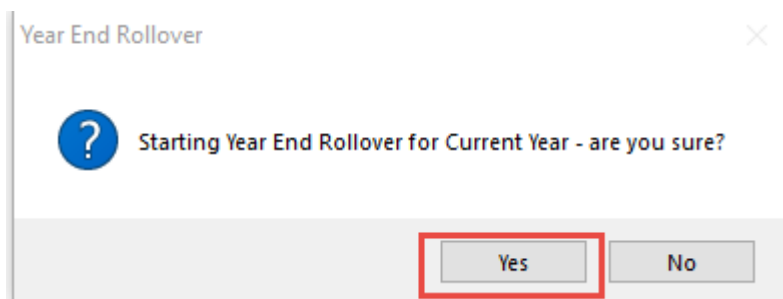 Year End Rollover
Starting Year End Rollover for Current Year - are you sure?
Yes
No